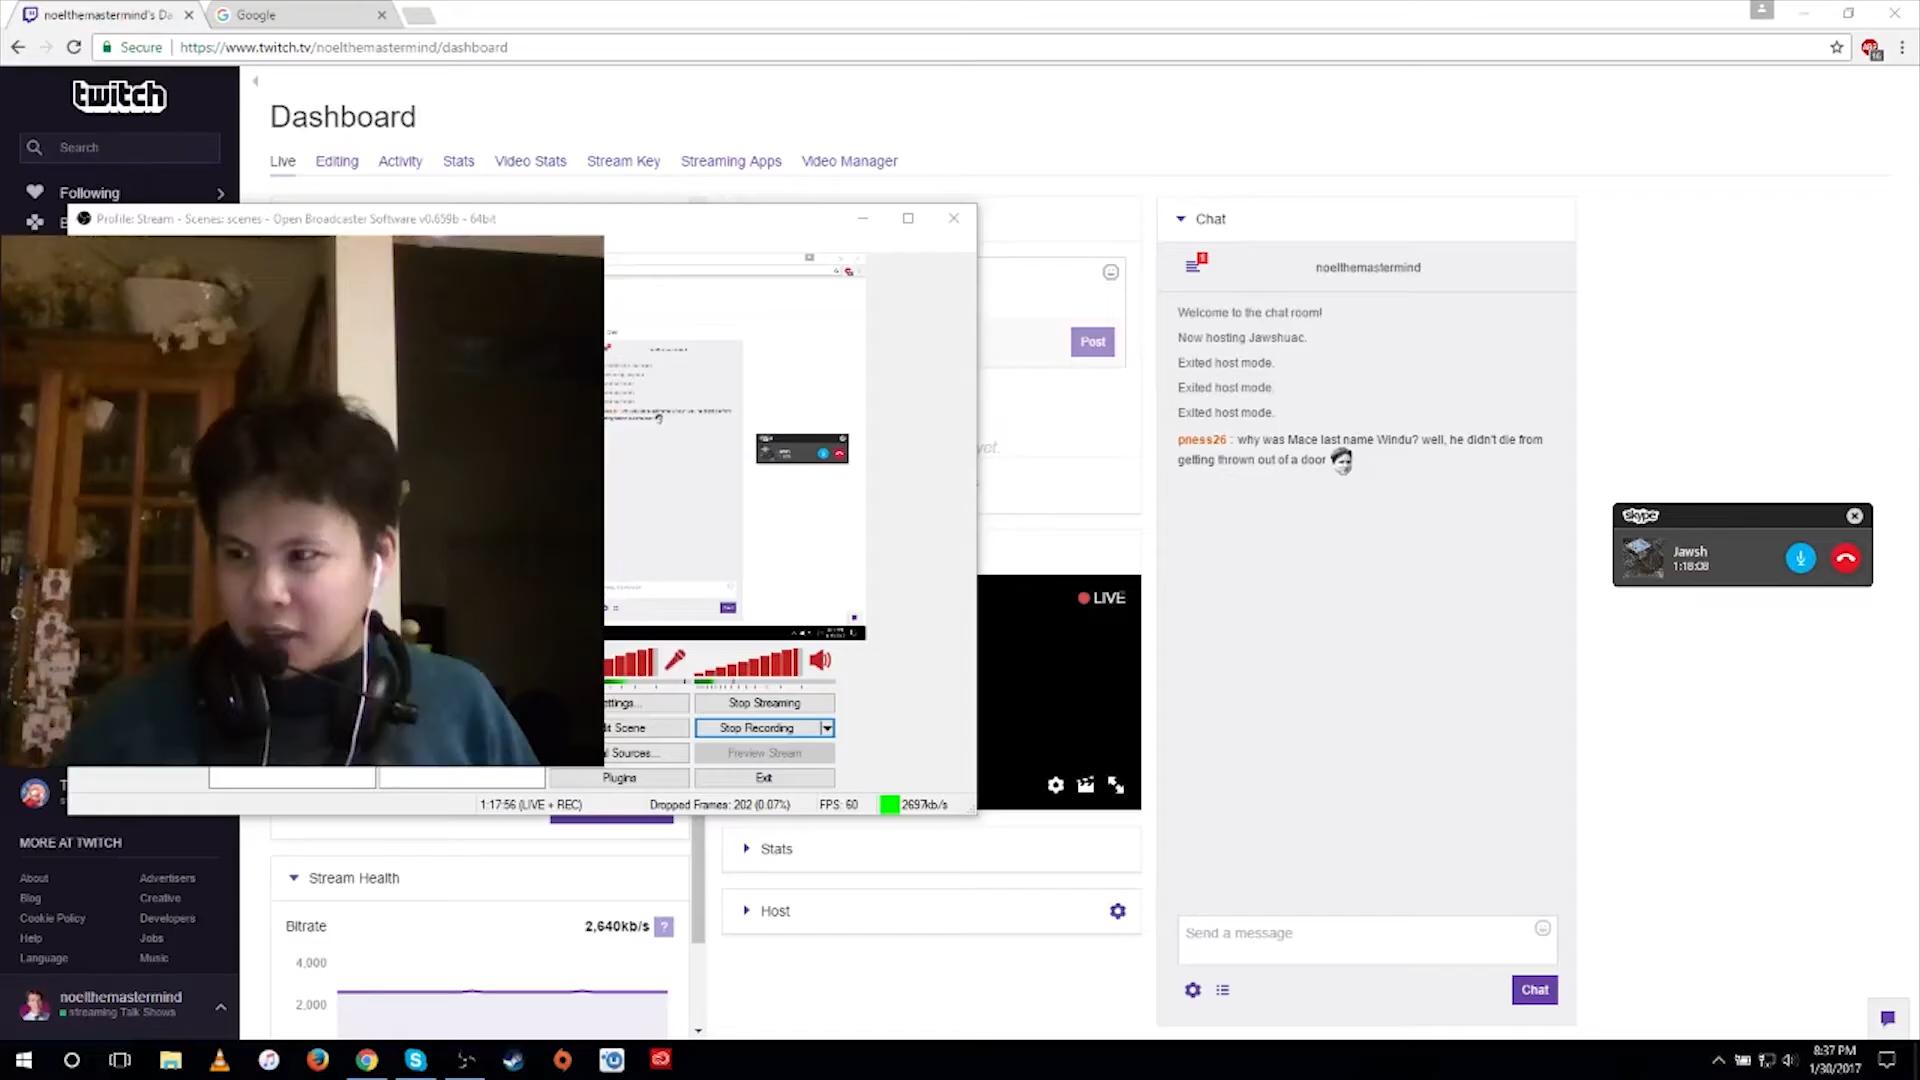 noelthemastermind's Da
Google
Secure
https://www.twitch.tv/noelthemastermind/dashboard
twitch
Search
Following
Dashboard
Live
Editing
Activity
Stats
Video Stats
Stream Key
Streaming Apps
Video Manager
Profile: Stream - Scenes: scenes - Open Broadcaster Software v0.659b - 64bit
Post
yet.
LIVE
ettings...
Stop Streaming
it Scene
Stop Recording
l Sources...
Preview Stream
Plugins
Exit
1:17:56 (LIVE + REC)
Dropped Frames: 202 (0.07%)
FPS: 60
2697kb/s
Chat
1
noelthemastermind
Welcome to the chat room!
Now hosting Jawshuac.
Exited host mode.
Exited host mode.
Exited host mode.
pness26 : why was Mace last name Windu? well, he didn't die from
getting thrown out of a door
Send a message
Chat
skype
Jawsh
1:18:08
MORE AT TWITCH
About
Advertisers
Blog
Creative
Cookie Policy
Developers
Help
Jobs
Language
Music
noelthemastermind
streaming Talk Shows
Stream Health
Bitrate
2,640kb/s
?
4,000
2,000
Stats
Host
8:37 PM
1/30/2017